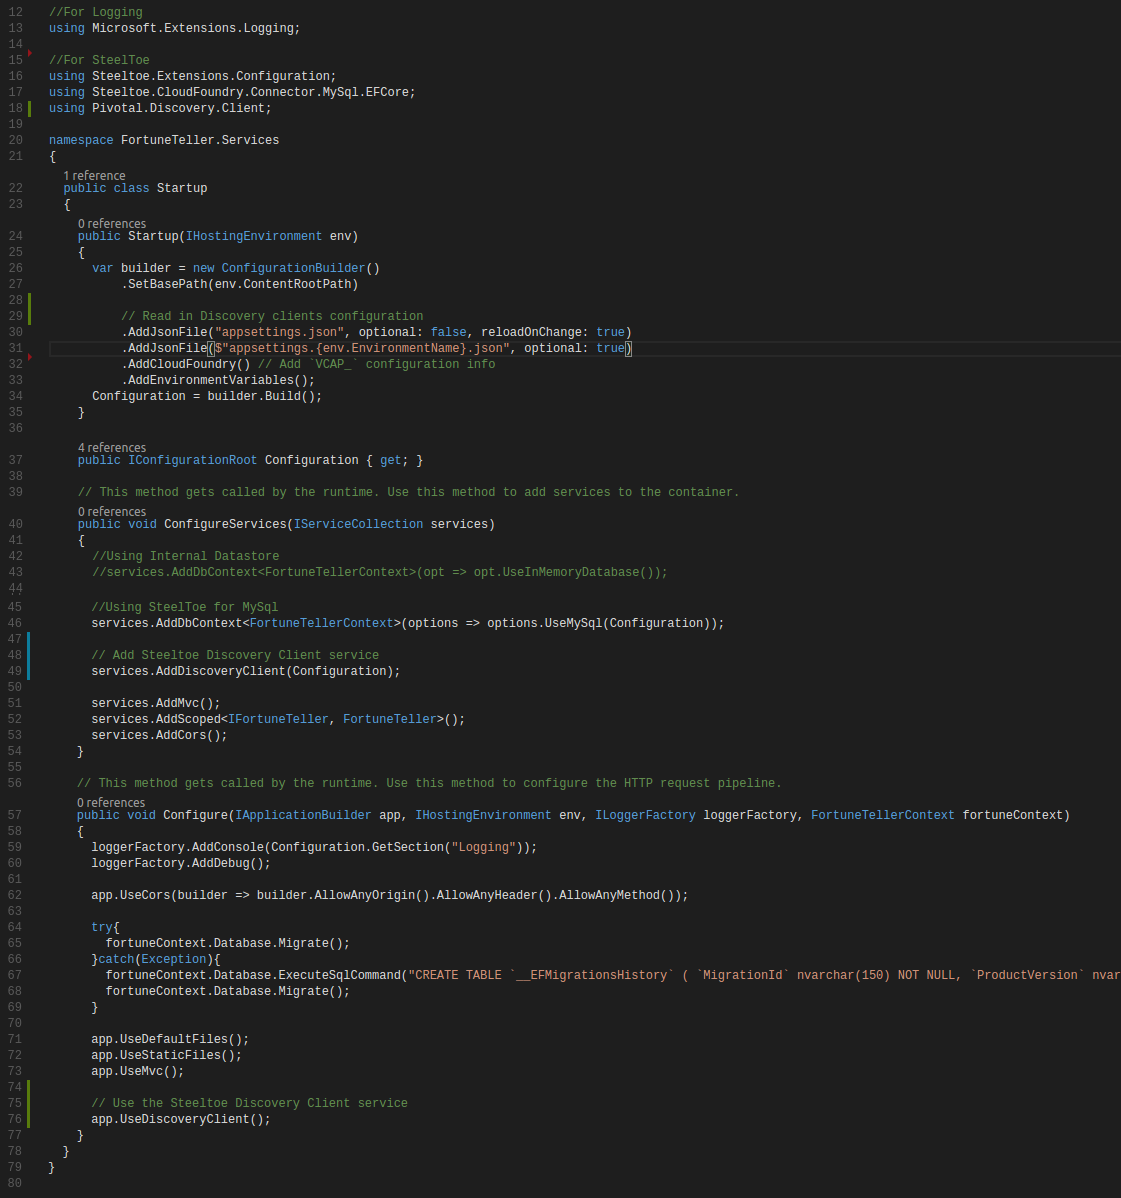 12 //For Logging
13 using Microsoft.Extensions.Logging;
14
15 //For SteelToe
16 using Steeltoe.Extensions.Configuration;
17 using Steeltoe.CloudFoundry.Connector.MySql.EFCore;
18 using Pivotal.Discovery.Client;
19
20 namespace FortuneTeller.Services
21 {
1 reference
22 public class Startup
23 {
0 references
24 public Startup(IHostingEnvironment env)
25 {
26 var builder = new ConfigurationBuilder()
27 .SetBasePath(env.ContentRootPath)
28
29 // Read in Discovery clients configuration
30 .AddJsonFile("appsettings.json", optional: false, reloadOnChange: true)
31 .AddJsonFile($"appsettings.{env.EnvironmentName}.json", optional: true)
32 .AddCloudFoundry() // Add `VCAP_` configuration info
33 .AddEnvironmentVariables();
34 Configuration = builder.Build();
35 }
36
4 references
37 public IConfigurationRoot Configuration { get; }
38
39 // This method gets called by the runtime. Use this method to add services to the container.
0 references
40 public void ConfigureServices(IServiceCollection services)
41 {
42 //Using Internal Datastore
43 //services.AddDbContext<FortuneTellerContext>(opt => opt.UseInMemoryDatabase());
44
45 //Using SteelToe for MySql
46 services.AddDbContext<FortuneTellerContext>(options => options.UseMySql(Configuration));
47
48 // Add Steeltoe Discovery Client service
49 services.AddDiscoveryClient(Configuration);
50
51 services.AddMvc();
52 services.AddScoped<IFortuneTeller, FortuneTeller>();
53 services.AddCors();
54 }
55
56 // This method gets called by the runtime. Use this method to configure the HTTP request pipeline.
0 references
57 public void Configure(IApplicationBuilder app, IHostingEnvironment env, ILoggerFactory loggerFactory, FortuneTellerContext fortuneContext)
58 {
59 loggerFactory.AddConsole(Configuration.GetSection("Logging"));
60 loggerFactory.AddDebug();
61
62 app.UseCors(builder => builder.AllowAnyOrigin().AllowAnyHeader().AllowAnyMethod());
63
64 try{
65 fortuneContext.Database.Migrate();
66 }catch(Exception){
67 fortuneContext.Database.ExecuteSqlCommand("CREATE TABLE `__EFMigrationsHistory` ( `MigrationId` nvarchar(150) NOT NULL, `ProductVersion` nvar
68 fortuneContext.Database.Migrate();
69 }
70
71 app.UseDefaultFiles();
72 app.UseStaticFiles();
73 app.UseMvc();
74
75 // Use the Steeltoe Discovery Client service
76 app.UseDiscoveryClient();
77 }
78 }
79 }
80